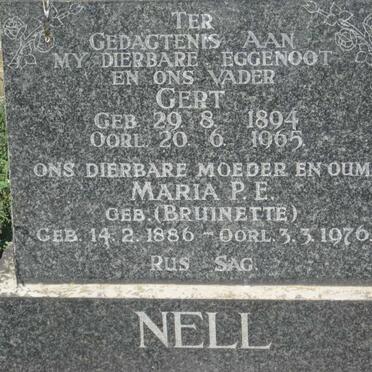 TER
GEDAGTENIS AAN
MY DIERBARE EGGENOOT
EN ONS VADER
GERT
GEB. 29. 8. 1894
OORL. 20. 6. 1965.
ONS DIERBARE MOEDER EN OUM
MARIA P. E.
GEB. (BRUINETTE)
GEB. 14. 2. 1886 – OORL. 3. 3. 1976.
RUS SAG.
NELL